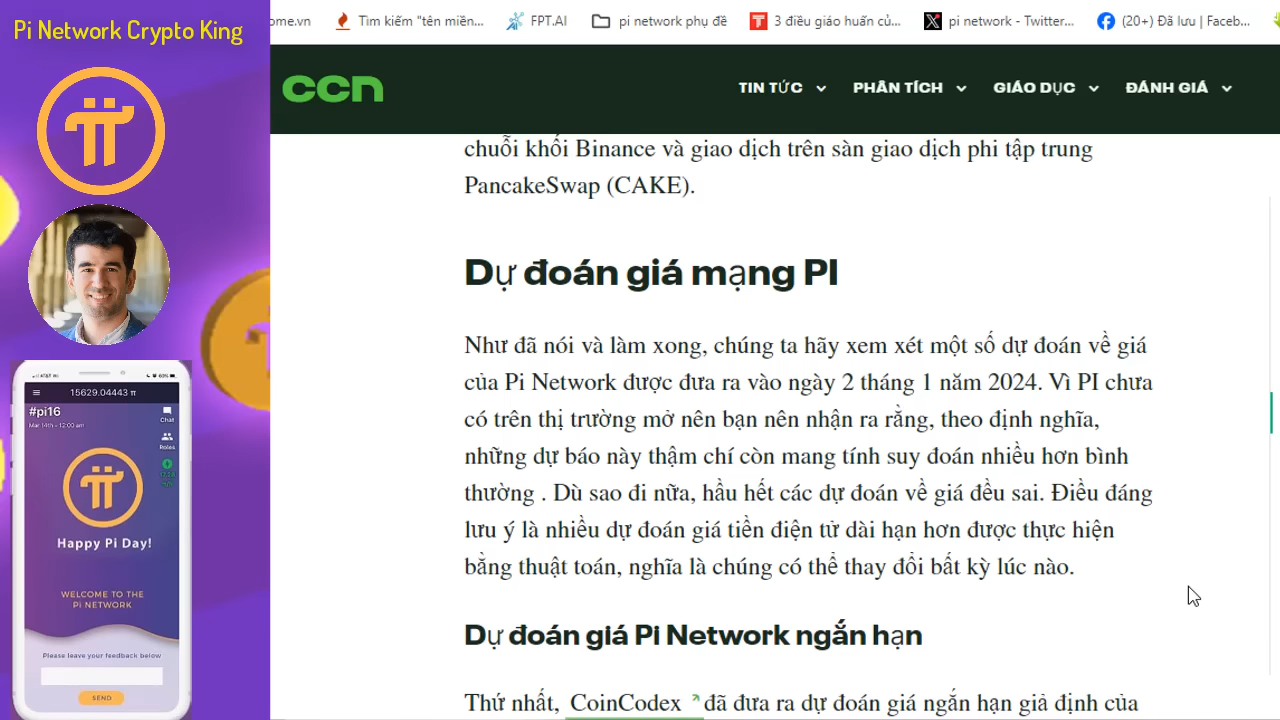 Pi Network Crypto King
ome.vn
Tìm kiếm "tên miền...
FPT.AI
pi network phụ đề
3 điều giáo huấn củ...
pi network - Twitter...
(20+) Đã lưu | Faceb...
ccn
TIN TỨC
PHÂN TÍCH
GIÁO DỤC
ĐÁNH GIÁ
chuỗi khối Binance và giao dịch trên sàn giao dịch phi tập trung
PancakeSwap (CAKE).
Dự đoán giá mạng PI
Như đã nói và làm xong, chúng ta hãy xem xét một số dự đoán về giá
của Pi Network được đưa ra vào ngày 2 tháng 1 năm 2024. Vì PI chưa
có trên thị trường mở nên bạn nên nhận ra rằng, theo định nghĩa,
những dự báo này thậm chí còn mang tính suy đoán nhiều hơn bình
thường . Dù sao đi nữa, hầu hết các dự đoán về giá đều sai. Điều đáng
lưu ý là nhiều dự đoán giá tiền điện tử dài hạn hơn được thực hiện
bằng thuật toán, nghĩa là chúng có thể thay đổi bất kỳ lúc nào.
Dự đoán giá Pi Network ngắn hạn
Thứ nhất, CoinCodex đã đưa ra dự đoán giá ngắn hạn giả định của
15629.04443 π
#pi16
Mar 14th - 12:00 am
Chat
Roles
Happy Pi Day!
WELCOME TO THE
Pi NETWORK
Please leave your feedback below
SEND